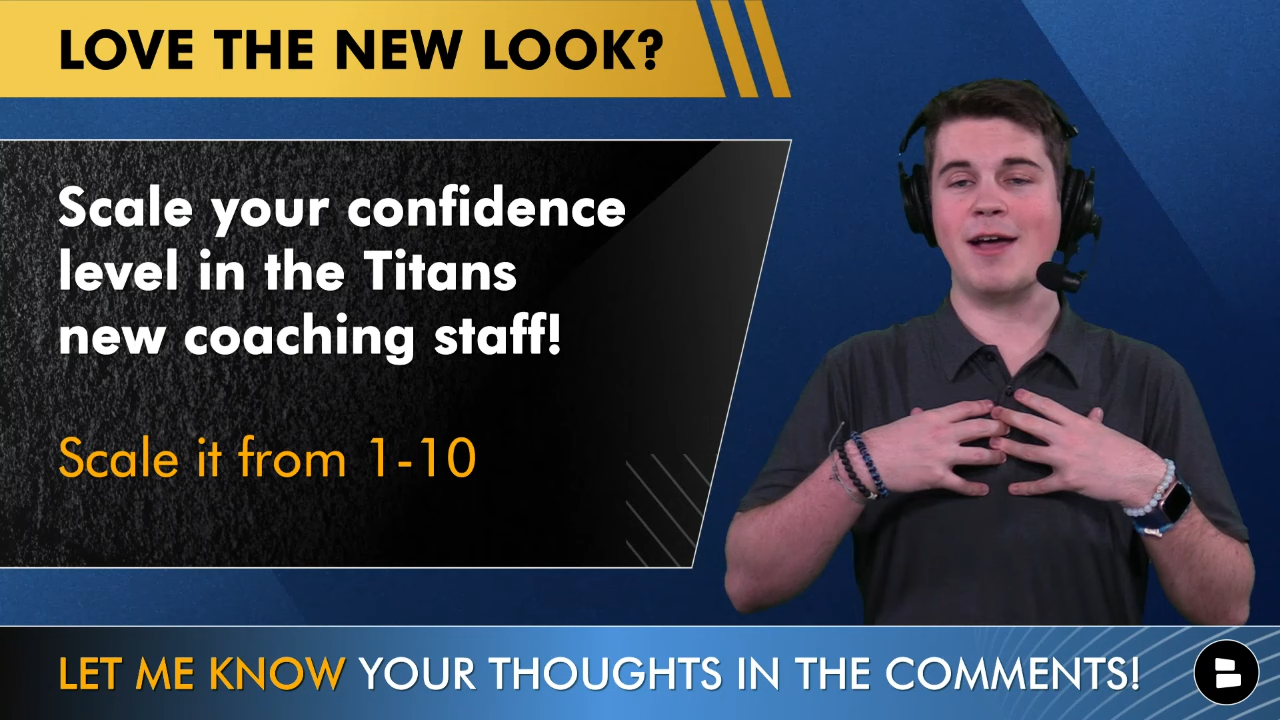 LOVE THE NEW LOOK?
Scale your confidence
level in the Titans
new coaching staff!
Scale it from 1-10
LET ME KNOW YOUR THOUGHTS IN THE COMMENTS!